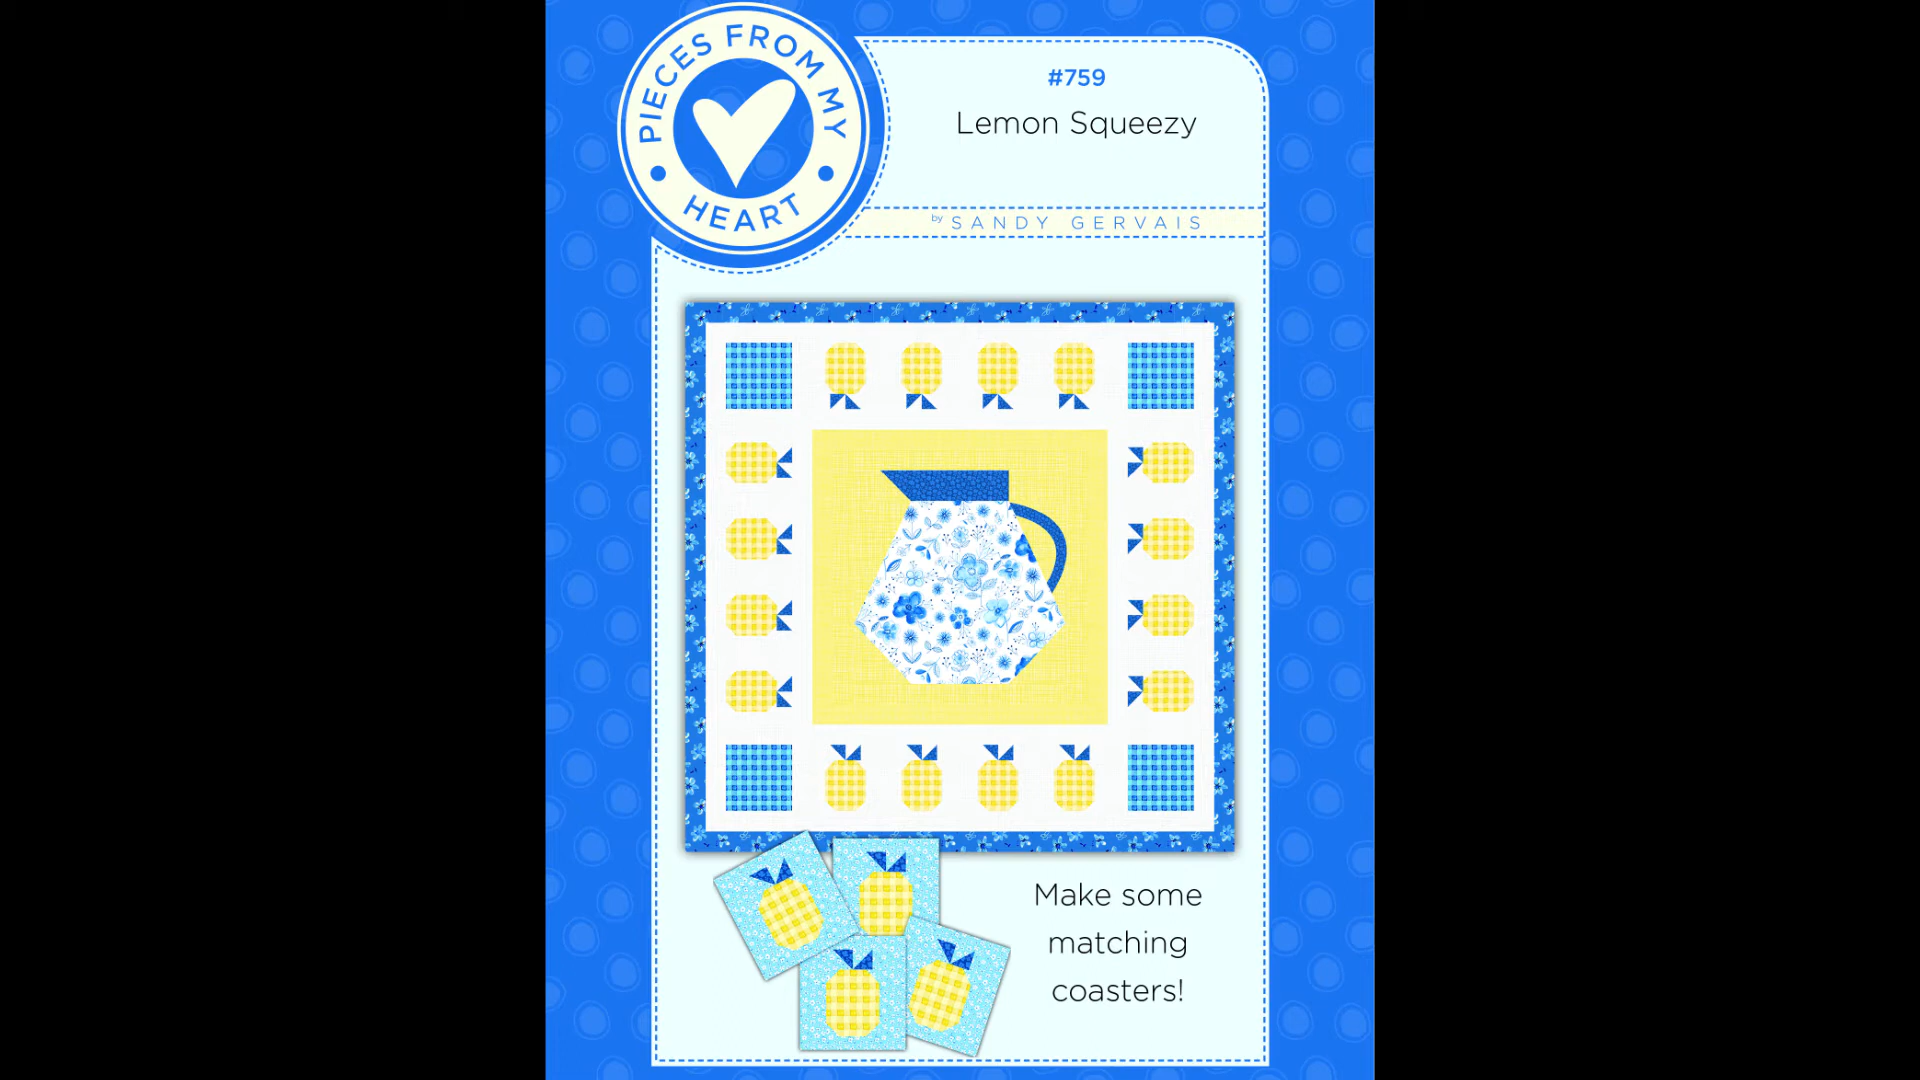 PIECES FROM MY
HEART
#759
Lemon Squeezy
by SANDY GERVAIS
Make some
matching
coasters!